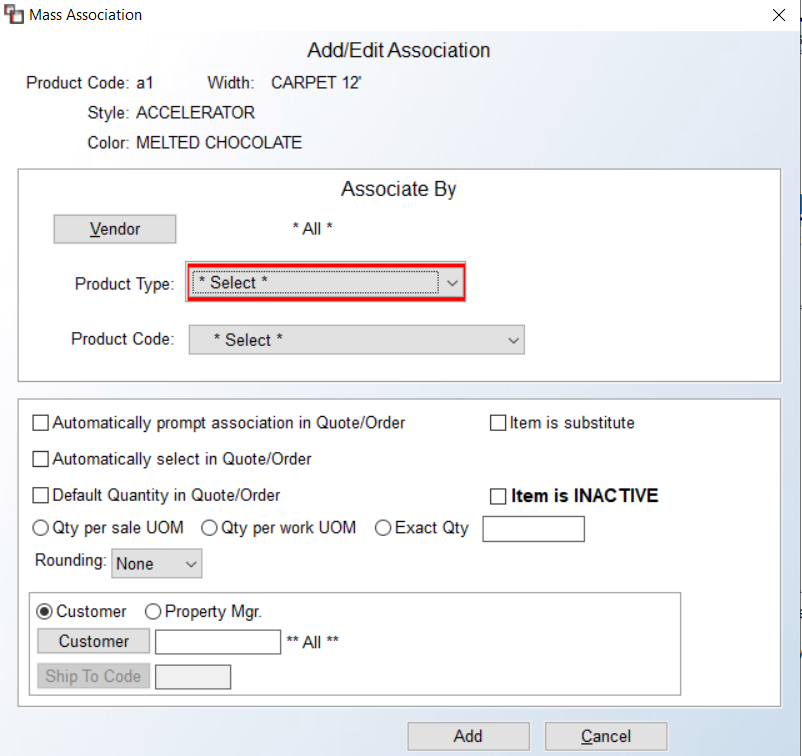 Mass Association
Add/Edit Association
Product Code: a1 Width: CARPET 12'
Style: ACCELERATOR
Color: MELTED CHOCOLATE
Associate By
Vendor * All *
Product Type: * Select *
Product Code: * Select *
Automatically prompt association in Quote/Order Item is substitute
Automatically select in Quote/Order
Default Quantity in Quote/Order Item is INACTIVE
Qty per sale UOM Qty per work UOM Exact Qty
Rounding: None
Customer Property Mgr.
Customer ** All **
Ship To Code
Add Cancel